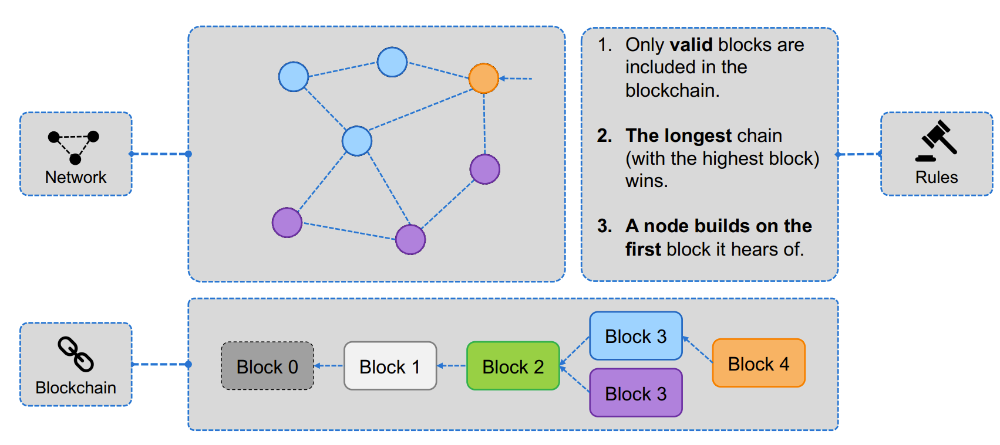 Network
1. Only valid blocks are
included in the
blockchain.
2. The longest chain
(with the highest block)
wins.
3. A node builds on the
first block it hears of.
Rules
Blockchain
Block 0
Block 1
Block 2
Block 3
Block 3
Block 4